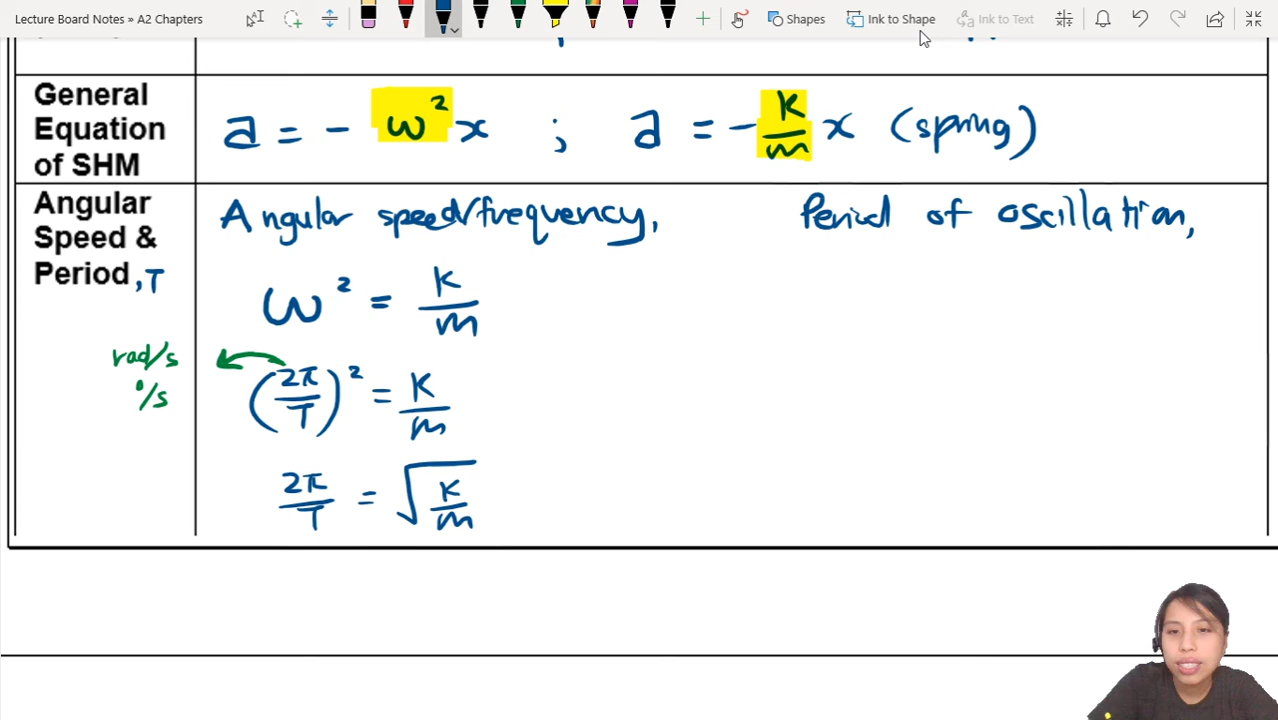 Lecture Board Notes » A2 Chapters
Shapes
Ink to Shape
Ink to Text
General Equation of SHM
a = - ω² x ; a = - k/m x (spring)
Angular Speed & Period, T
Angular speed/frequency,
Period of oscillation,
ω² = k/m
rad/s
°/s
(2π/T)² = k/m
2π/T = √(k/m)